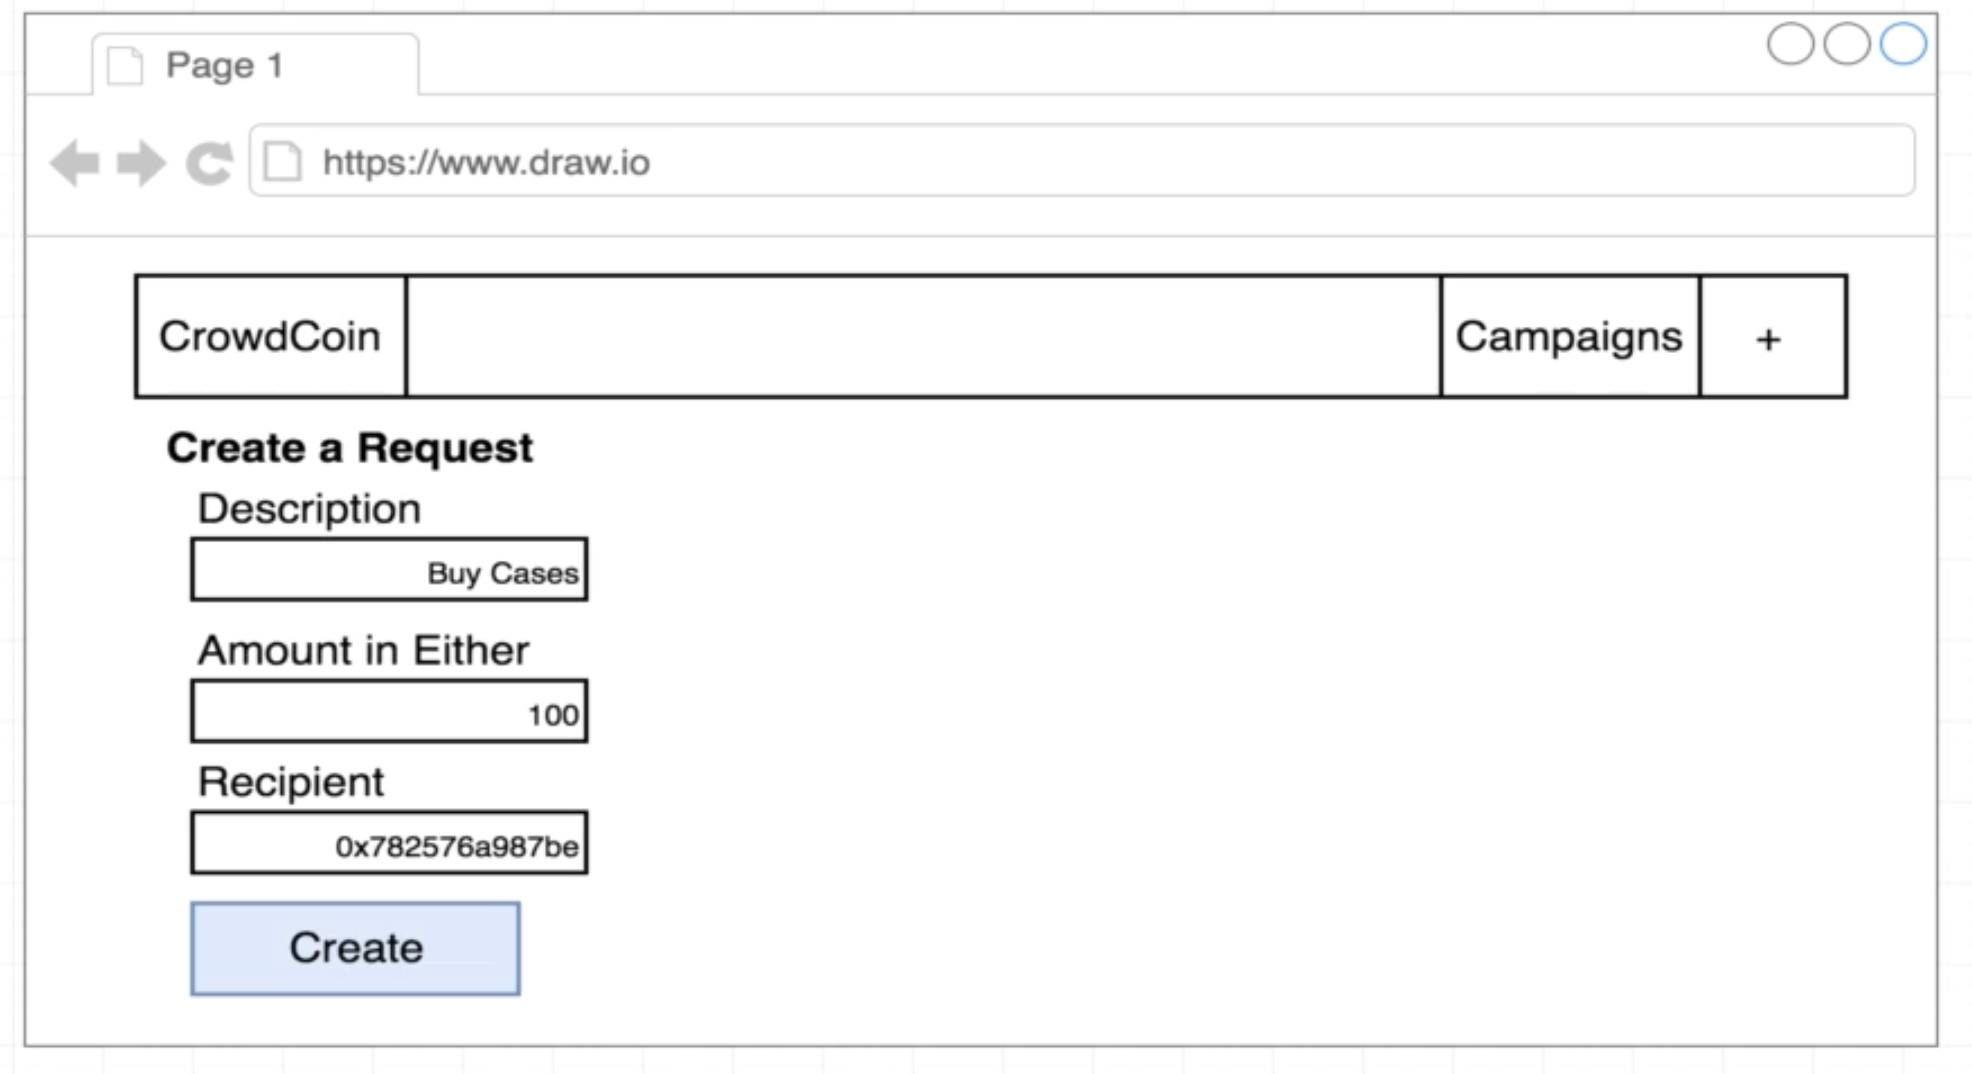 Page 1
https://www.draw.io
CrowdCoin Campaigns +
Create a Request
Description
Buy Cases
Amount in Either
100
Recipient
0x782576a987be
Create